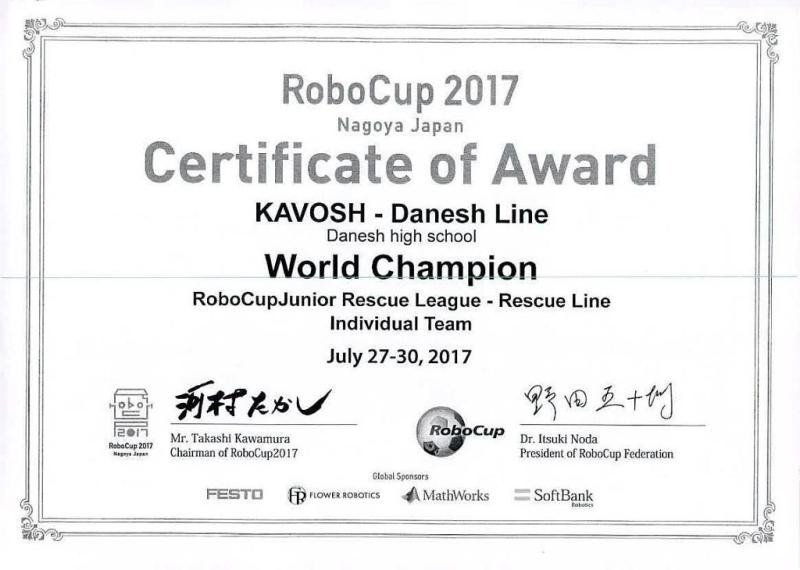 RoboCup 2017
Nagoya Japan
Certificate of Award
KAVOSH - Danesh Line
Danesh high school
World Champion
RoboCupJunior Rescue League - Rescue Line
Individual Team
July 27-30, 2017
河村たかし
野田五十樹
2017
RoboCup 2017
Nagoya Japan
Mr. Takashi Kawamura
Chairman of RoboCup2017
RoboCup
Dr. Itsuki Noda
President of RoboCup Federation
Global Sponsors
FESTO
FR FLOWER ROBOTICS
MathWorks
SoftBank
Robotics